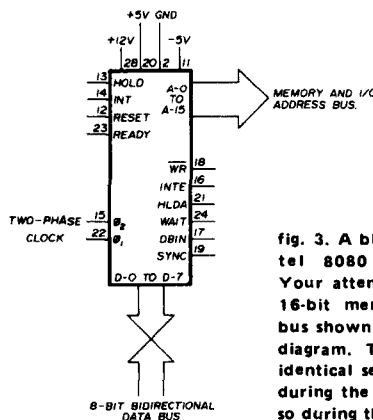 +5V GND
+12V -5V
28 20 2 11
13 HOLD
14 INT
12 RESET
23 READY
A-0
TO
A-15
MEMORY AND I/O
ADDRESS BUS.
WR 18
INTE 16
HLDA 21
WAIT 24
DBIN 17
SYNC 19
TWO-PHASE
CLOCK
15 Ø2
22 Ø1
D-0 TO D-7
8-BIT BIDIRECTIONAL
DATA BUS
fig. 3. A bl
tel 8080
Your atten
16-bit mem
bus shown
diagram. T
identical se
during the
so during th